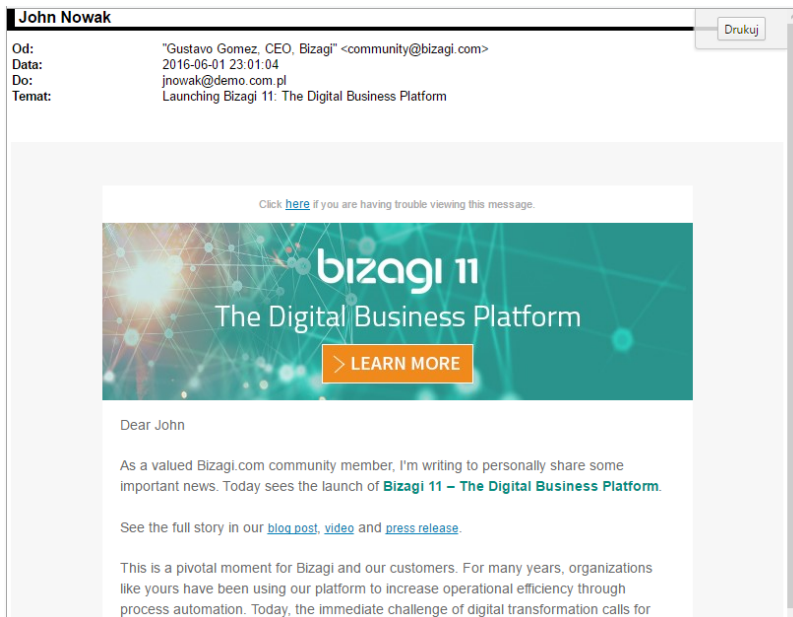 John Nowak
Drukuj
Od: "Gustavo Gomez, CEO, Bizagi" <community@bizagi.com>
Data: 2016-06-01 23:01:04
Do: jnowak@demo.com.pl
Temat: Launching Bizagi 11: The Digital Business Platform
Click here if you are having trouble viewing this message.
bizagi 11
The Digital Business Platform
> LEARN MORE
Dear John
As a valued Bizagi.com community member, I'm writing to personally share some
important news. Today sees the launch of Bizagi 11 – The Digital Business Platform.
See the full story in our blog post, video and press release.
This is a pivotal moment for Bizagi and our customers. For many years, organizations
like yours have been using our platform to increase operational efficiency through
process automation. Today, the immediate challenge of digital transformation calls for